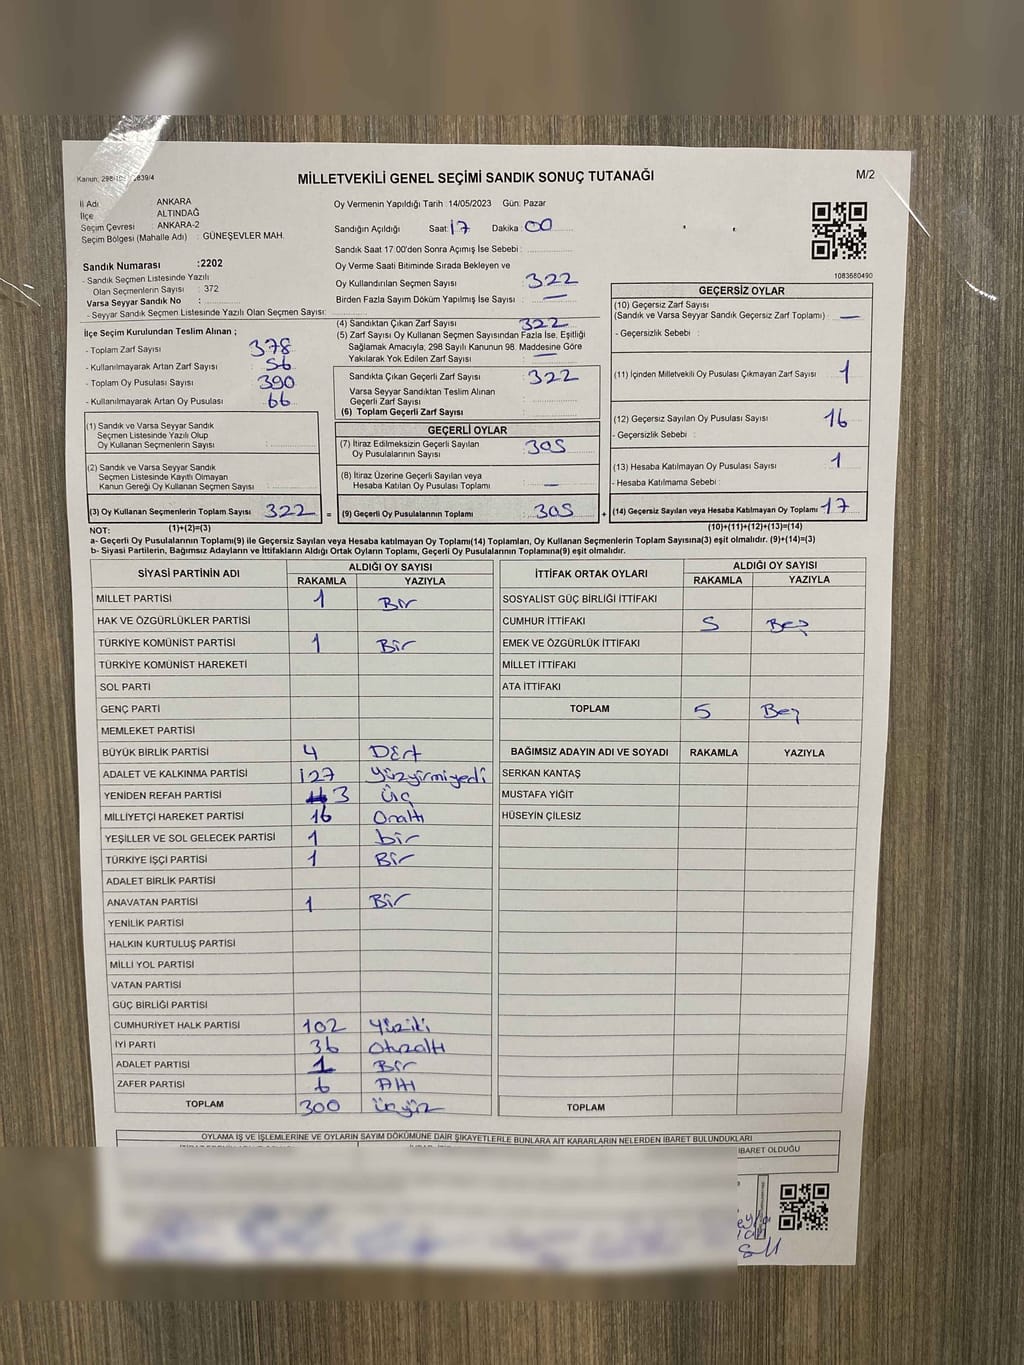 Kanun: 298/10 2839/4
MİLLETVEKİLİ GENEL SEÇİMİ SANDIK SONUÇ TUTANAĞI
M/2
İl Adı : ANKARA
İlçe : ALTINDAĞ
Seçim Çevresi : ANKARA-2
Seçim Bölgesi (Mahalle Adı) : GÜNEŞEVLER MAH.
Oy Vermenin Yapıldığı Tarih :14/05/2023 Gün: Pazar
Sandığın Açıldığı Saat:17 Dakika :00
Sandık Saat 17:00'den Sonra Açımış İse Sebebi :
1083680490
Sandık Numarası :2202
- Sandık Seçmen Listesinde Yazılı
Olan Seçmenlerin Sayısı : 372
Varsa Seyyar Sandık No :
- Seyyar Sandık Seçmen Listesinde Yazılı Olan Seçmen Sayısı:
Oy Verme Saati Bitiminde Sırada Bekleyen ve
Oy Kullandırılan Seçmen Sayısı : 322
Birden Fazla Sayım Döküm Yapılmış İse Sayısı : —
İlçe Seçim Kurulundan Teslim Alınan ;
- Toplam Zarf Sayısı : 378
- Kullanılmayarak Artan Zarf Sayısı : 56
- Toplam Oy Pusulası Sayısı : 390
- Kullanılmayarak Artan Oy Pusulası : 66
(4) Sandıktan Çıkan Zarf Sayısı : 322
(5) Zarf Sayısı Oy Kullanan Seçmen Sayısından Fazla İse, Eşitliği
Sağlamak Amacıyla, 298 Sayılı Kanunun 98. Maddesine Göre
Yakılarak Yok Edilen Zarf Sayısı : —
Sandıkta Çıkan Geçerli Zarf Sayısı : 322
Varsa Seyyar Sandıktan Teslim Alınan
Geçerli Zarf Sayısı :
(6) Toplam Geçerli Zarf Sayısı :
GEÇERSİZ OYLAR
(10) Geçersiz Zarf Sayısı
(Sandık ve Varsa Seyyar Sandık Geçersiz Zarf Toplamı) : —
- Geçersizlik Sebebi :
(11) İçinden Milletvekili Oy Pusulası Çıkmayan Zarf Sayısı : 1
(12) Geçersiz Sayılan Oy Pusulası Sayısı : 16
- Geçersizlik Sebebi :
(13) Hesaba Katılmayan Oy Pusulası Sayısı : 1
- Hesaba Katılmama Sebebi :
(14) Geçersiz Sayılan veya Hesaba Katılmayan Oy Toplamı : 17
(1) Sandık ve Varsa Seyyar Sandık
Seçmen Listesinde Yazılı Olup
Oy Kullanan Seçmenlerin Sayısı :
(2) Sandık ve Varsa Seyyar Sandık
Seçmen Listesinde Kayıtlı Olmayan
Kanun Gereği Oy Kullanan Seçmen Sayısı :
(3) Oy Kullanan Seçmenlerin Toplam Sayısı : 322 =
GEÇERLİ OYLAR
(7) İtiraz Edilmeksizin Geçerli Sayılan
Oy Pusulalarının Sayısı : 305
(8) İtiraz Üzerine Geçerli Sayılan veya
Hesaba Katılan Oy Pusulası Toplamı : —
(9) Geçerli Oy Pusulalarının Toplamı : 305 +
NOT: (1)+(2)=(3)
(10)+(11)+(12)+(13)=(14)
a- Geçerli Oy Pusulalarının Toplamı(9) ile Geçersiz Sayılan veya Hesaba katılmayan Oy Toplamı(14) Toplamları, Oy Kullanan Seçmenlerin Toplam Sayısına(3) eşit olmalıdır. (9)+(14)=(3)
b- Siyasi Partilerin, Bağımsız Adayların ve İttifakların Aldığı Ortak Oyların Toplamı, Geçerli Oy Pusulalarının Toplamına(9) eşit olmalıdır.
SİYASİ PARTİNİN ADI ALDIĞI OY SAYISI
RAKAMLA YAZIYLA
MİLLET PARTİSİ 1 Bir
HAK VE ÖZGÜRLÜKLER PARTİSİ
TÜRKİYE KOMÜNİST PARTİSİ 1 Bir
TÜRKİYE KOMÜNİST HAREKETİ
SOL PARTİ
GENÇ PARTİ
MEMLEKET PARTİSİ
BÜYÜK BİRLİK PARTİSİ 4 Dört
ADALET VE KALKINMA PARTİSİ 127 Yüzyirmiyedi
YENİDEN REFAH PARTİSİ 3 Üç
MİLLİYETÇİ HAREKET PARTİSİ 16 Onaltı
YEŞİLLER VE SOL GELECEK PARTİSİ 1 bir
TÜRKİYE İŞÇİ PARTİSİ 1 Bir
ADALET BİRLİK PARTİSİ
ANAVATAN PARTİSİ 1 Bir
YENİLİK PARTİSİ
HALKIN KURTULUŞ PARTİSİ
MİLLİ YOL PARTİSİ
VATAN PARTİSİ
GÜÇ BİRLİĞİ PARTİSİ
CUMHURİYET HALK PARTİSİ 102 Yüziki
İYİ PARTİ 36 Otuzaltı
ADALET PARTİSİ 1 Bir
ZAFER PARTİSİ 6 Altı
TOPLAM 300 Üçyüz
İTTİFAK ORTAK OYLARI ALDIĞI OY SAYISI
RAKAMLA YAZIYLA
SOSYALİST GÜÇ BİRLİĞİ İTTİFAKI
CUMHUR İTTİFAKI 5 Beş
EMEK VE ÖZGÜRLÜK İTTİFAKI
MİLLET İTTİFAKI
ATA İTTİFAKI
TOPLAM 5 Beş
BAĞIMSIZ ADAYIN ADI VE SOYADI RAKAMLA YAZIYLA
SERKAN KANTAŞ
MUSTAFA YİĞİT
HÜSEYİN ÇİLESİZ
TOPLAM
OYLAMA İŞ VE İŞLEMLERİNE VE OYLARIN SAYIM DÖKÜMÜNE DAİR ŞİKAYETLERLE BUNLARA AİT KARARLARIN NELERDEN İBARET BULUNDUKLARI
İBARET OLDUĞU